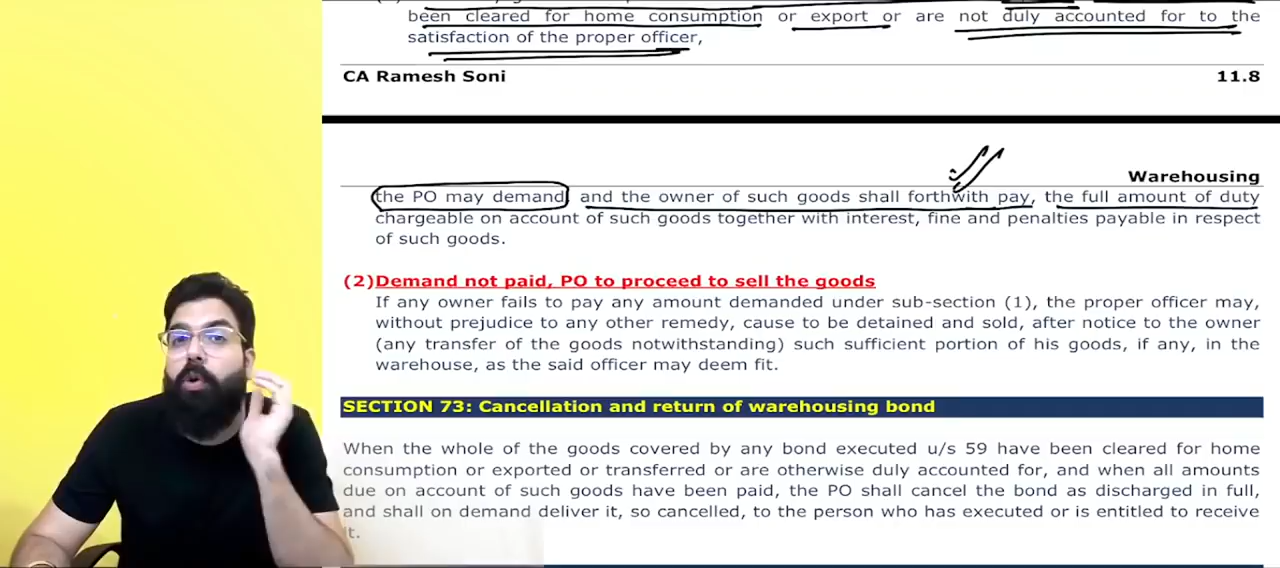 been cleared for home consumption or export or are not duly accounted for to the
satisfaction of the proper officer,
CA Ramesh Soni 11.8
Warehousing
the PO may demand and the owner of such goods shall forthwith pay, the full amount of duty
chargeable on account of such goods together with interest, fine and penalties payable in respect
of such goods.
(2)Demand not paid, PO to proceed to sell the goods
If any owner fails to pay any amount demanded under sub-section (1), the proper officer may,
without prejudice to any other remedy, cause to be detained and sold, after notice to the owner
(any transfer of the goods notwithstanding) such sufficient portion of his goods, if any, in the
warehouse, as the said officer may deem fit.
SECTION 73: Cancellation and return of warehousing bond
When the whole of the goods covered by any bond executed u/s 59 have been cleared for home
consumption or exported or transferred or are otherwise duly accounted for, and when all amounts
due on account of such goods have been paid, the PO shall cancel the bond as discharged in full,
and shall on demand deliver it, so cancelled, to the person who has executed or is entitled to receive
it.